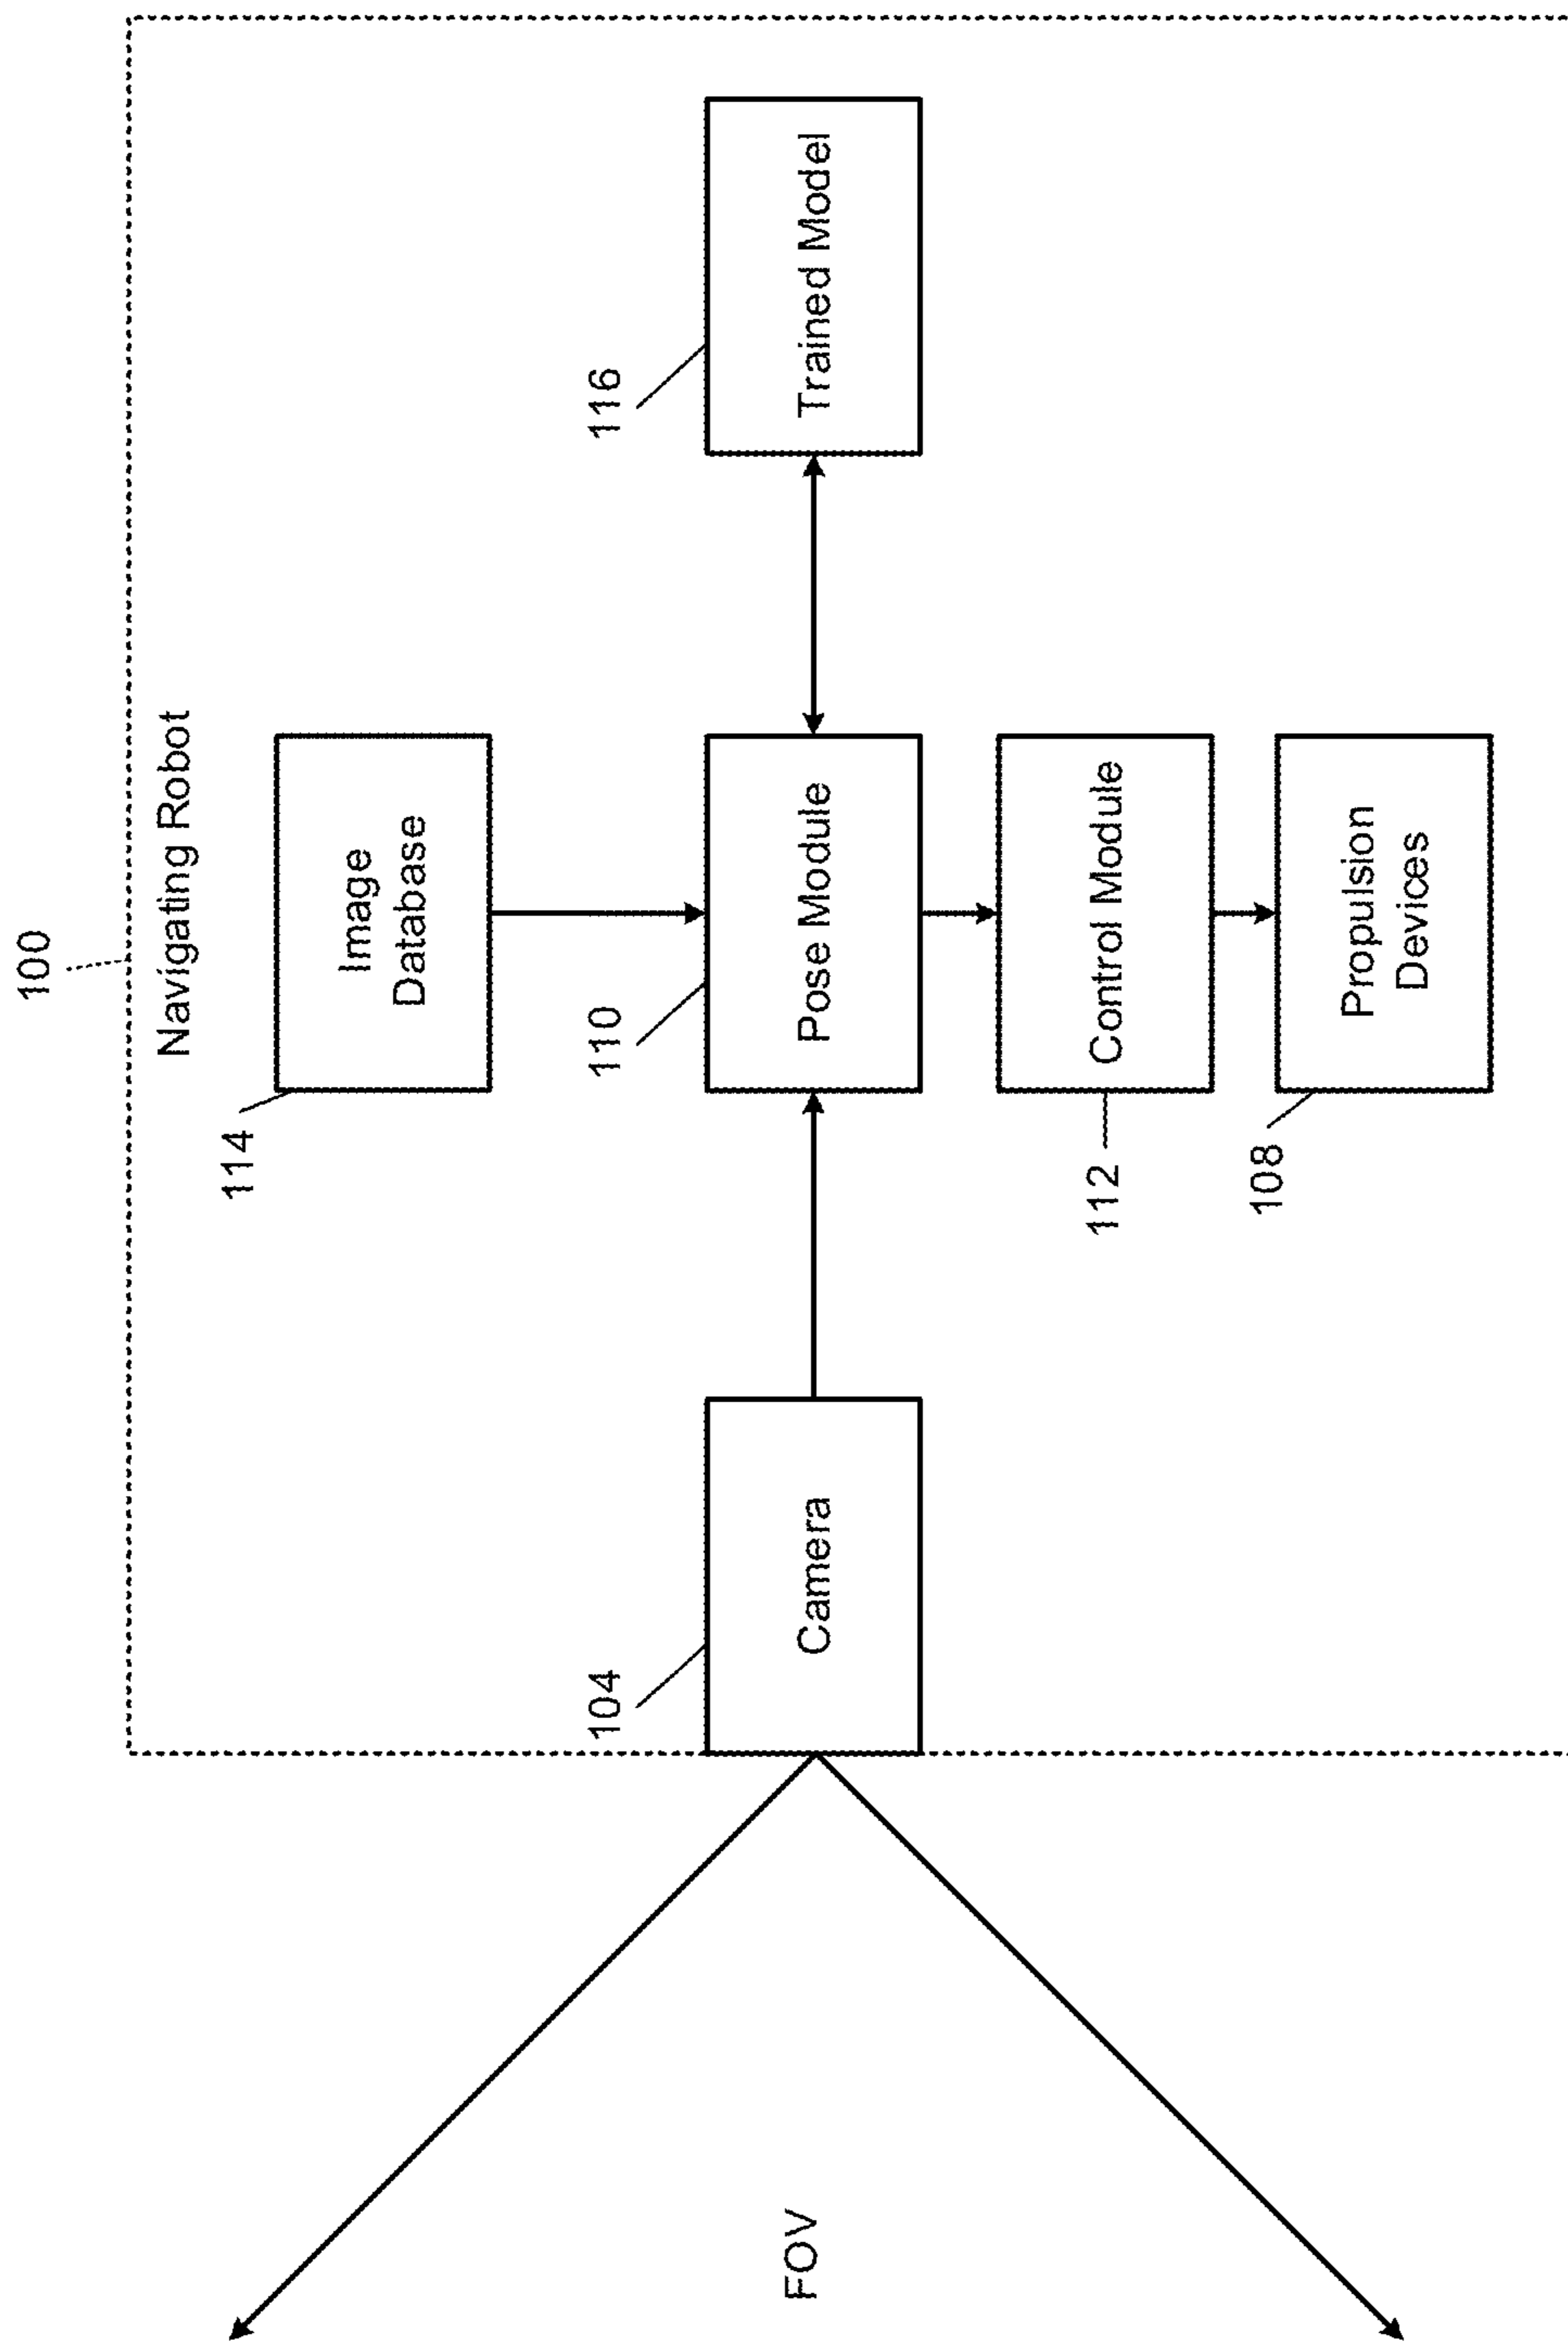 100
Navigating Robot
114
Image
Database
104
Camera
110
Pose Module
116
Trained Model
FOV
112
Control Module
108
Propulsion
Devices